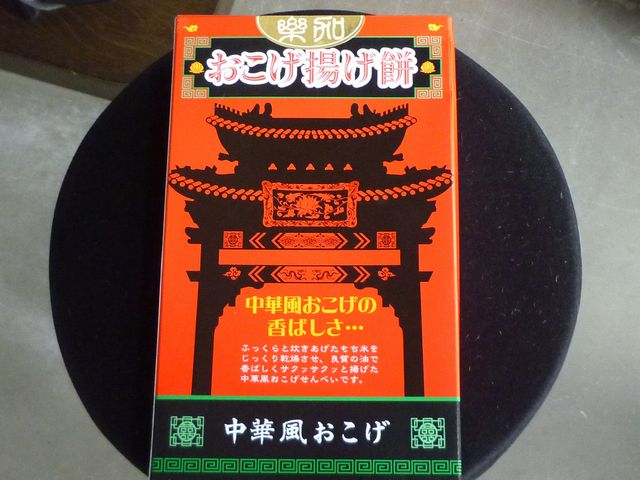 樂知
おこげ揚げ餅
中華風おこげの
香ばしさ…
ふっくらと炊きあげたもち米を
じっくり乾燥させ、良質の油で
香ばしくサクッサクッと揚げた
中華風おこげせんべいです。
中華風おこげ